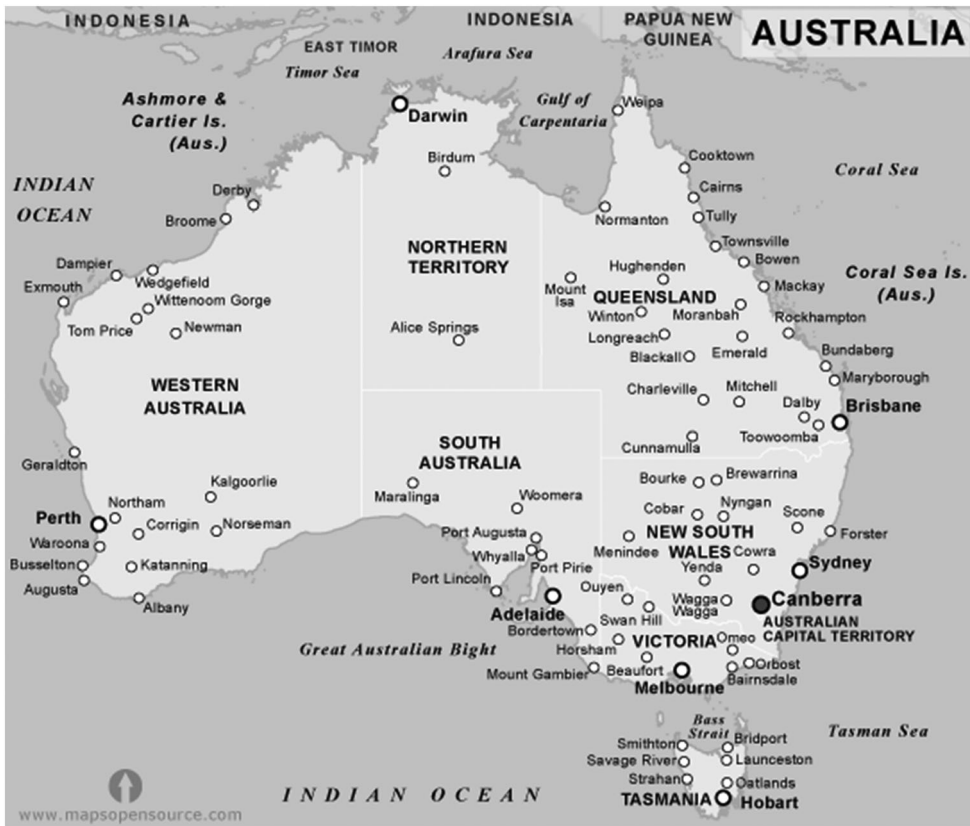 INDONESIA
INDONESIA
PAPUA NEW
GUINEA
AUSTRALIA
EAST TIMOR
Timor Sea
Arafura Sea
Ashmore &
Cartier Is.
(Aus.)
Gulf of
Carpentaria
Weipa
Darwin
Birdum
Cooktown
Coral Sea
INDIAN
OCEAN
Derby
Broome
Cairns
Tully
Normanton
Townsville
Bowen
NORTHERN
TERRITORY
Dampier
Wedgefield
Exmouth
Wittenoom Gorge
Tom Price
Newman
Hughenden
Mount
Isa
QUEENSLAND
Mackay
Coral Sea Is.
(Aus.)
Winton
Moranbah
Rockhampton
Alice Springs
Longreach
Blackall
Emerald
Bundaberg
Maryborough
WESTERN
AUSTRALIA
Charleville
Mitchell
Dalby
Brisbane
Cunnamulla
Toowoomba
SOUTH
AUSTRALIA
Geraldton
Kalgoorlie
Maralinga
Woomera
Bourke
Brewarrina
Perth
Northam
Corrigin
Norseman
Cobar
Nyngan
Scone
Forster
Port Augusta
NEW SOUTH
WALES
Waroona
Whyalla
Menindee
Cowra
Busselton
Katanning
Port Pirie
Yenda
Sydney
Augusta
Albany
Port Lincoln
Ouyen
Wagga
Wagga
Canberra
Adelaide
Swan Hill
AUSTRALIAN
CAPITAL TERRITORY
Bordertown
VICTORIA
Omeo
Great Australian Bight
Horsham
Mount Gambier
Beaufort
Orbost
Bairnsdale
Melbourne
Bass
Strait
Tasman Sea
Smithton
Bridport
Savage River
Launceston
Strahan
Oatlands
INDIAN OCEAN
TASMANIA
Hobart
www.mapsopensource.com